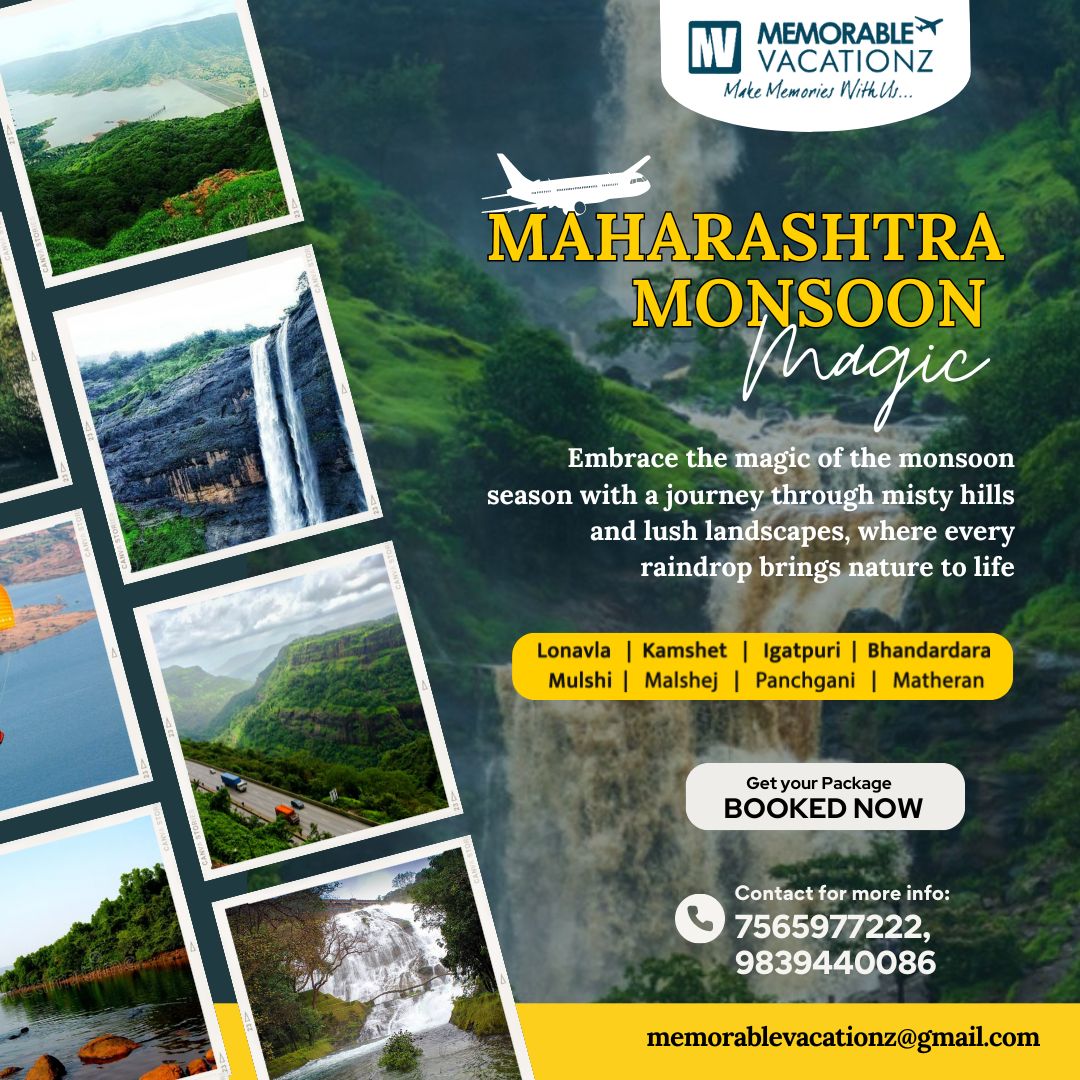 MEMORABLE
VACATIONZ
Make Memories With Us...
MAHARASHTRA
MONSOON
Magic
Embrace the magic of the monsoon
season with a journey through misty hills
and lush landscapes, where every
raindrop brings nature to life
Lonavla | Kamshet | Igatpuri | Bhandardara
Mulshi | Malshej | Panchgani | Matheran
Get your Package
BOOKED NOW
Contact for more info:
7565977222,
9839440086
memorablevacationz@gmail.com